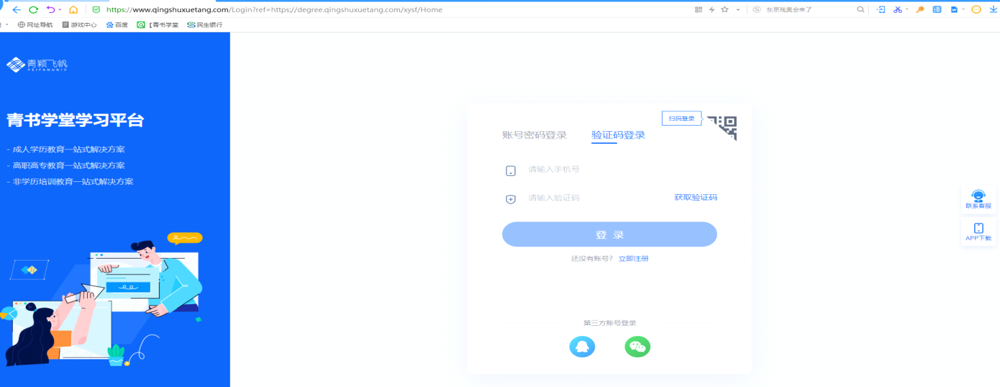 https://www.qingshuxuetang.com/Login?ref=https://degree.qingshuxuetang.com/xysf/Home
东京残奥会来了
网址导航 游戏中心 百度 【青书学堂 民生银行
青颖飞帆
FEIFANUNIV
青书学堂学习平台
- 成人学历教育一站式解决方案
- 高职高专教育一站式解决方案
- 非学历培训教育一站式解决方案
扫码登录
账号密码登录 验证码登录
请输入手机号
请输入验证码 获取验证码
登 录
还没有账号? 立即注册
第三方账号登录
联系客服
APP下载